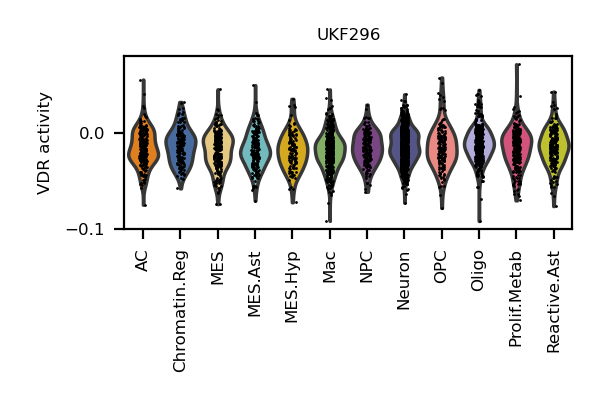 UKF296
VDR activity
0.0
−0.1
AC
Chromatin.Reg
MES
MES.Ast
MES.Hyp
Mac
NPC
Neuron
OPC
Oligo
Prolif.Metab
Reactive.Ast